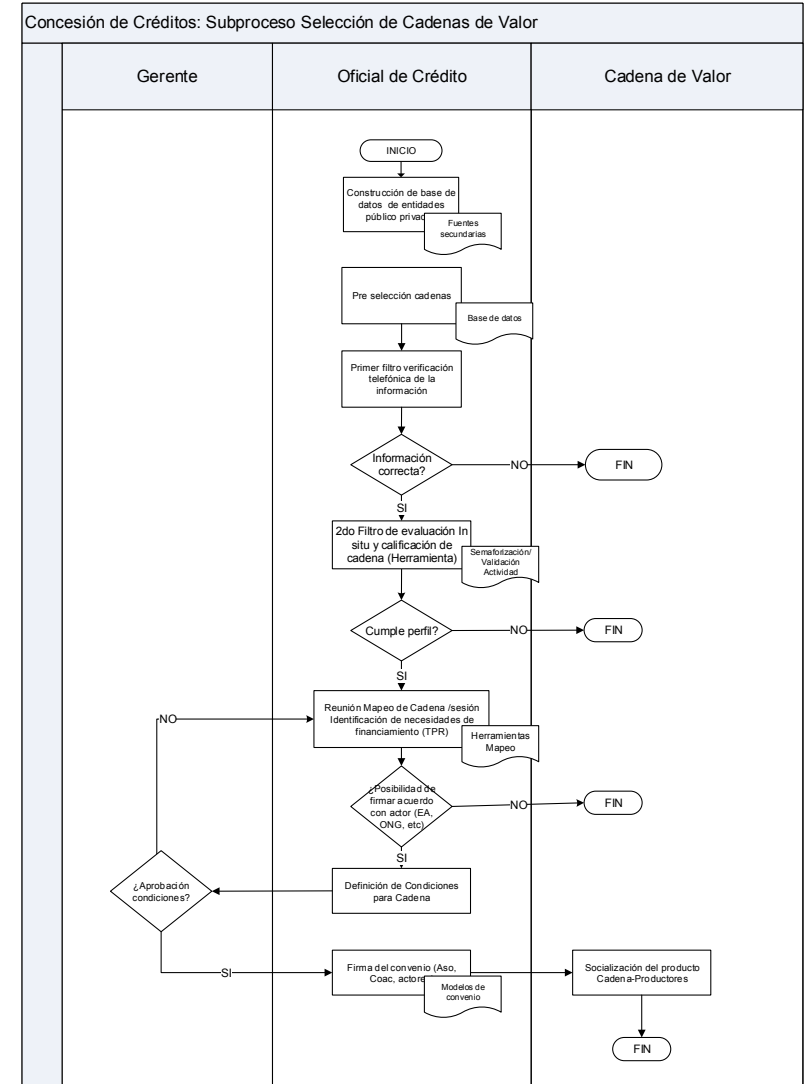 Concesión de Créditos: Subproceso Selección de Cadenas de Valor
Gerente
Oficial de Crédito
Cadena de Valor
INICIO
Construcción de base de
datos de entidades
público
Fuentes
secundarias
Pre selección cadenas
Base de datos
Primer filtro verificación
telefónica de la
información
Información
correcta?
NO
FIN
SI
2do Filtro de evaluación In
situ y calificación de
cadena (Herramienta)
Semaforización/
Validación
Actividad
Cumple perfil?
NO
FIN
SI
Reunión Mapeo de Cadena /sesión
Identificación de necesidades de
financiamiento (TPR)
Herramientas
Mapeo
NO
¿Posibilidad de
firmar acuerdo
con actor (EA,
ONG, etc)
NO
FIN
SI
Definición de Condiciones
para Cadena
¿Aprobación
condiciones?
SI
Firma del convenio (Aso,
Coac,
Modelos de
convenio
Socialización del producto
Cadena-Productores
FIN